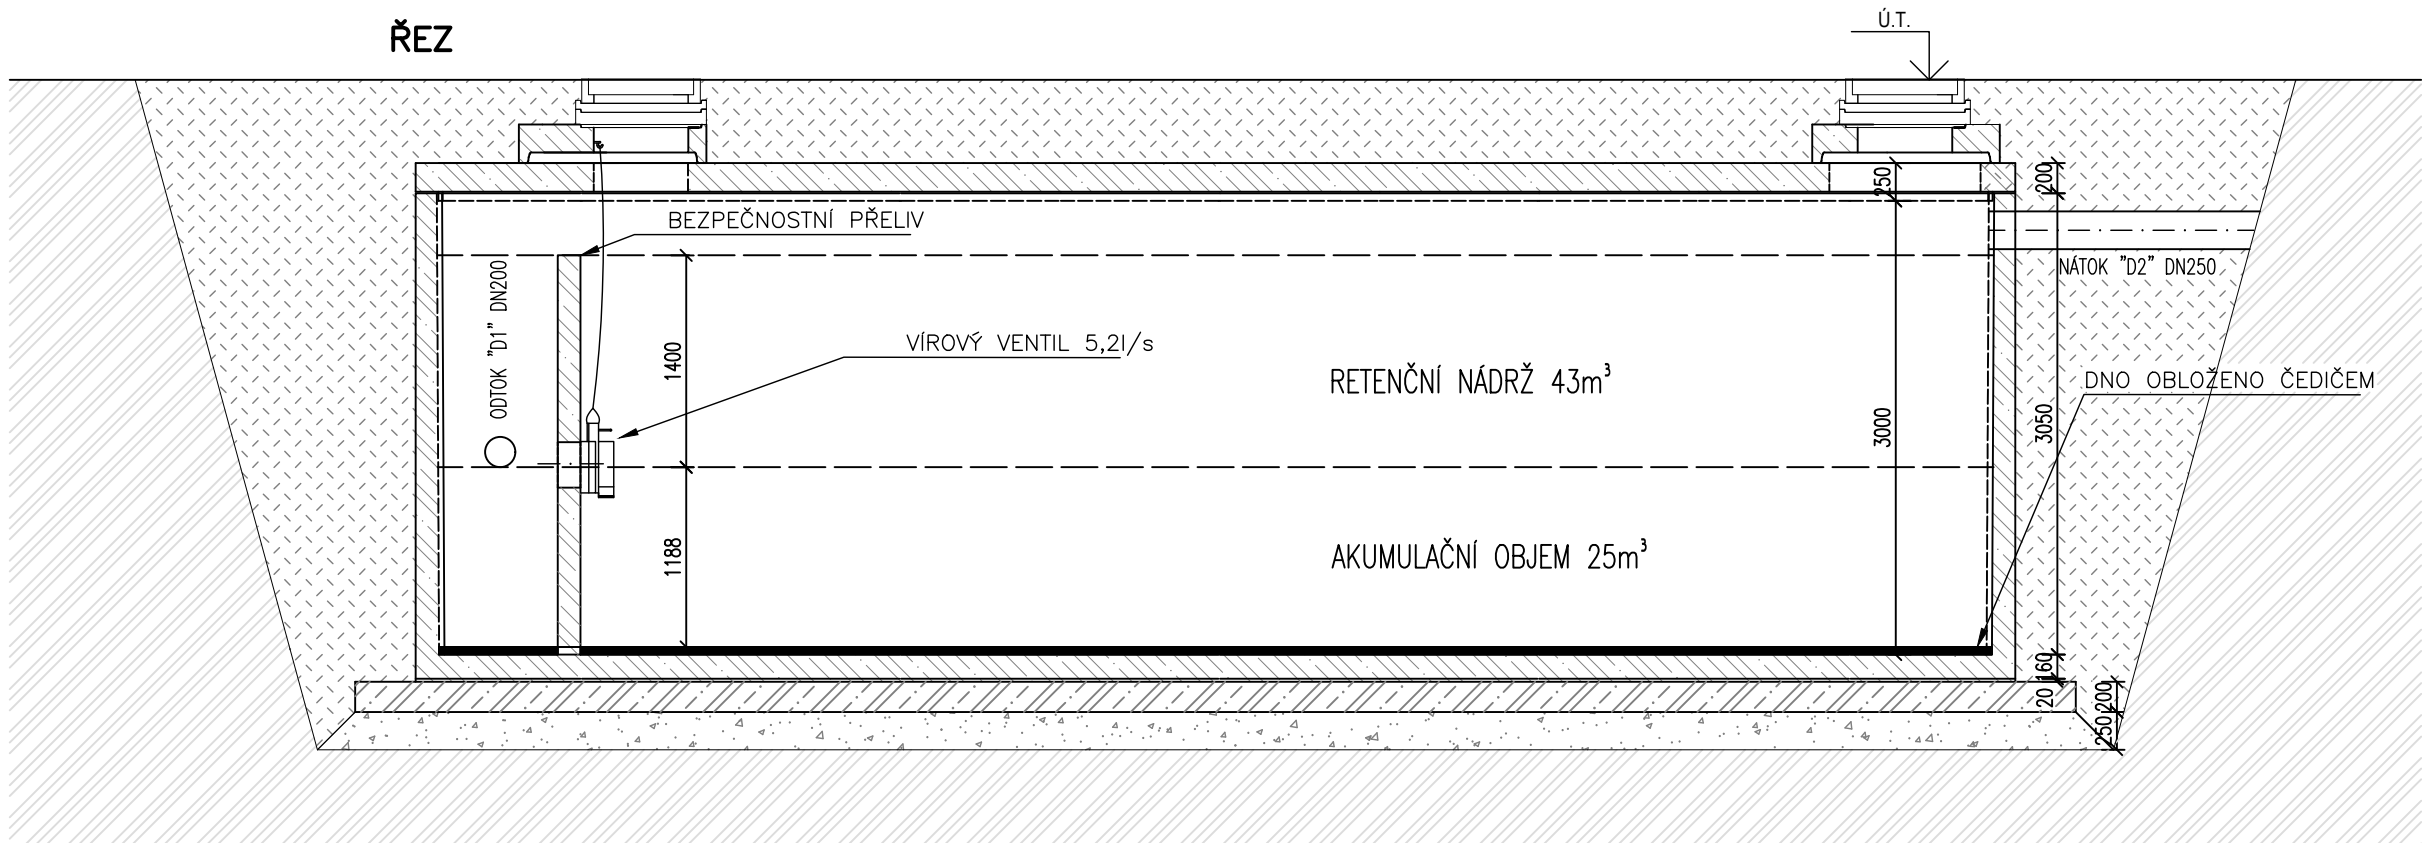 ŘEZ
Ú.T.
250
200
BEZPEČNOSTNÍ PŘELIV
NÁTOK "D2" DN250
ODTOK "D1" DN200
VÍROVÝ VENTIL 5,2l/s
1400
RETENČNÍ NÁDRŽ 43m³
DNO OBLOŽENO ČEDIČEM
3000
3050
1188
AKUMULAČNÍ OBJEM 25m³
160
20
200
250